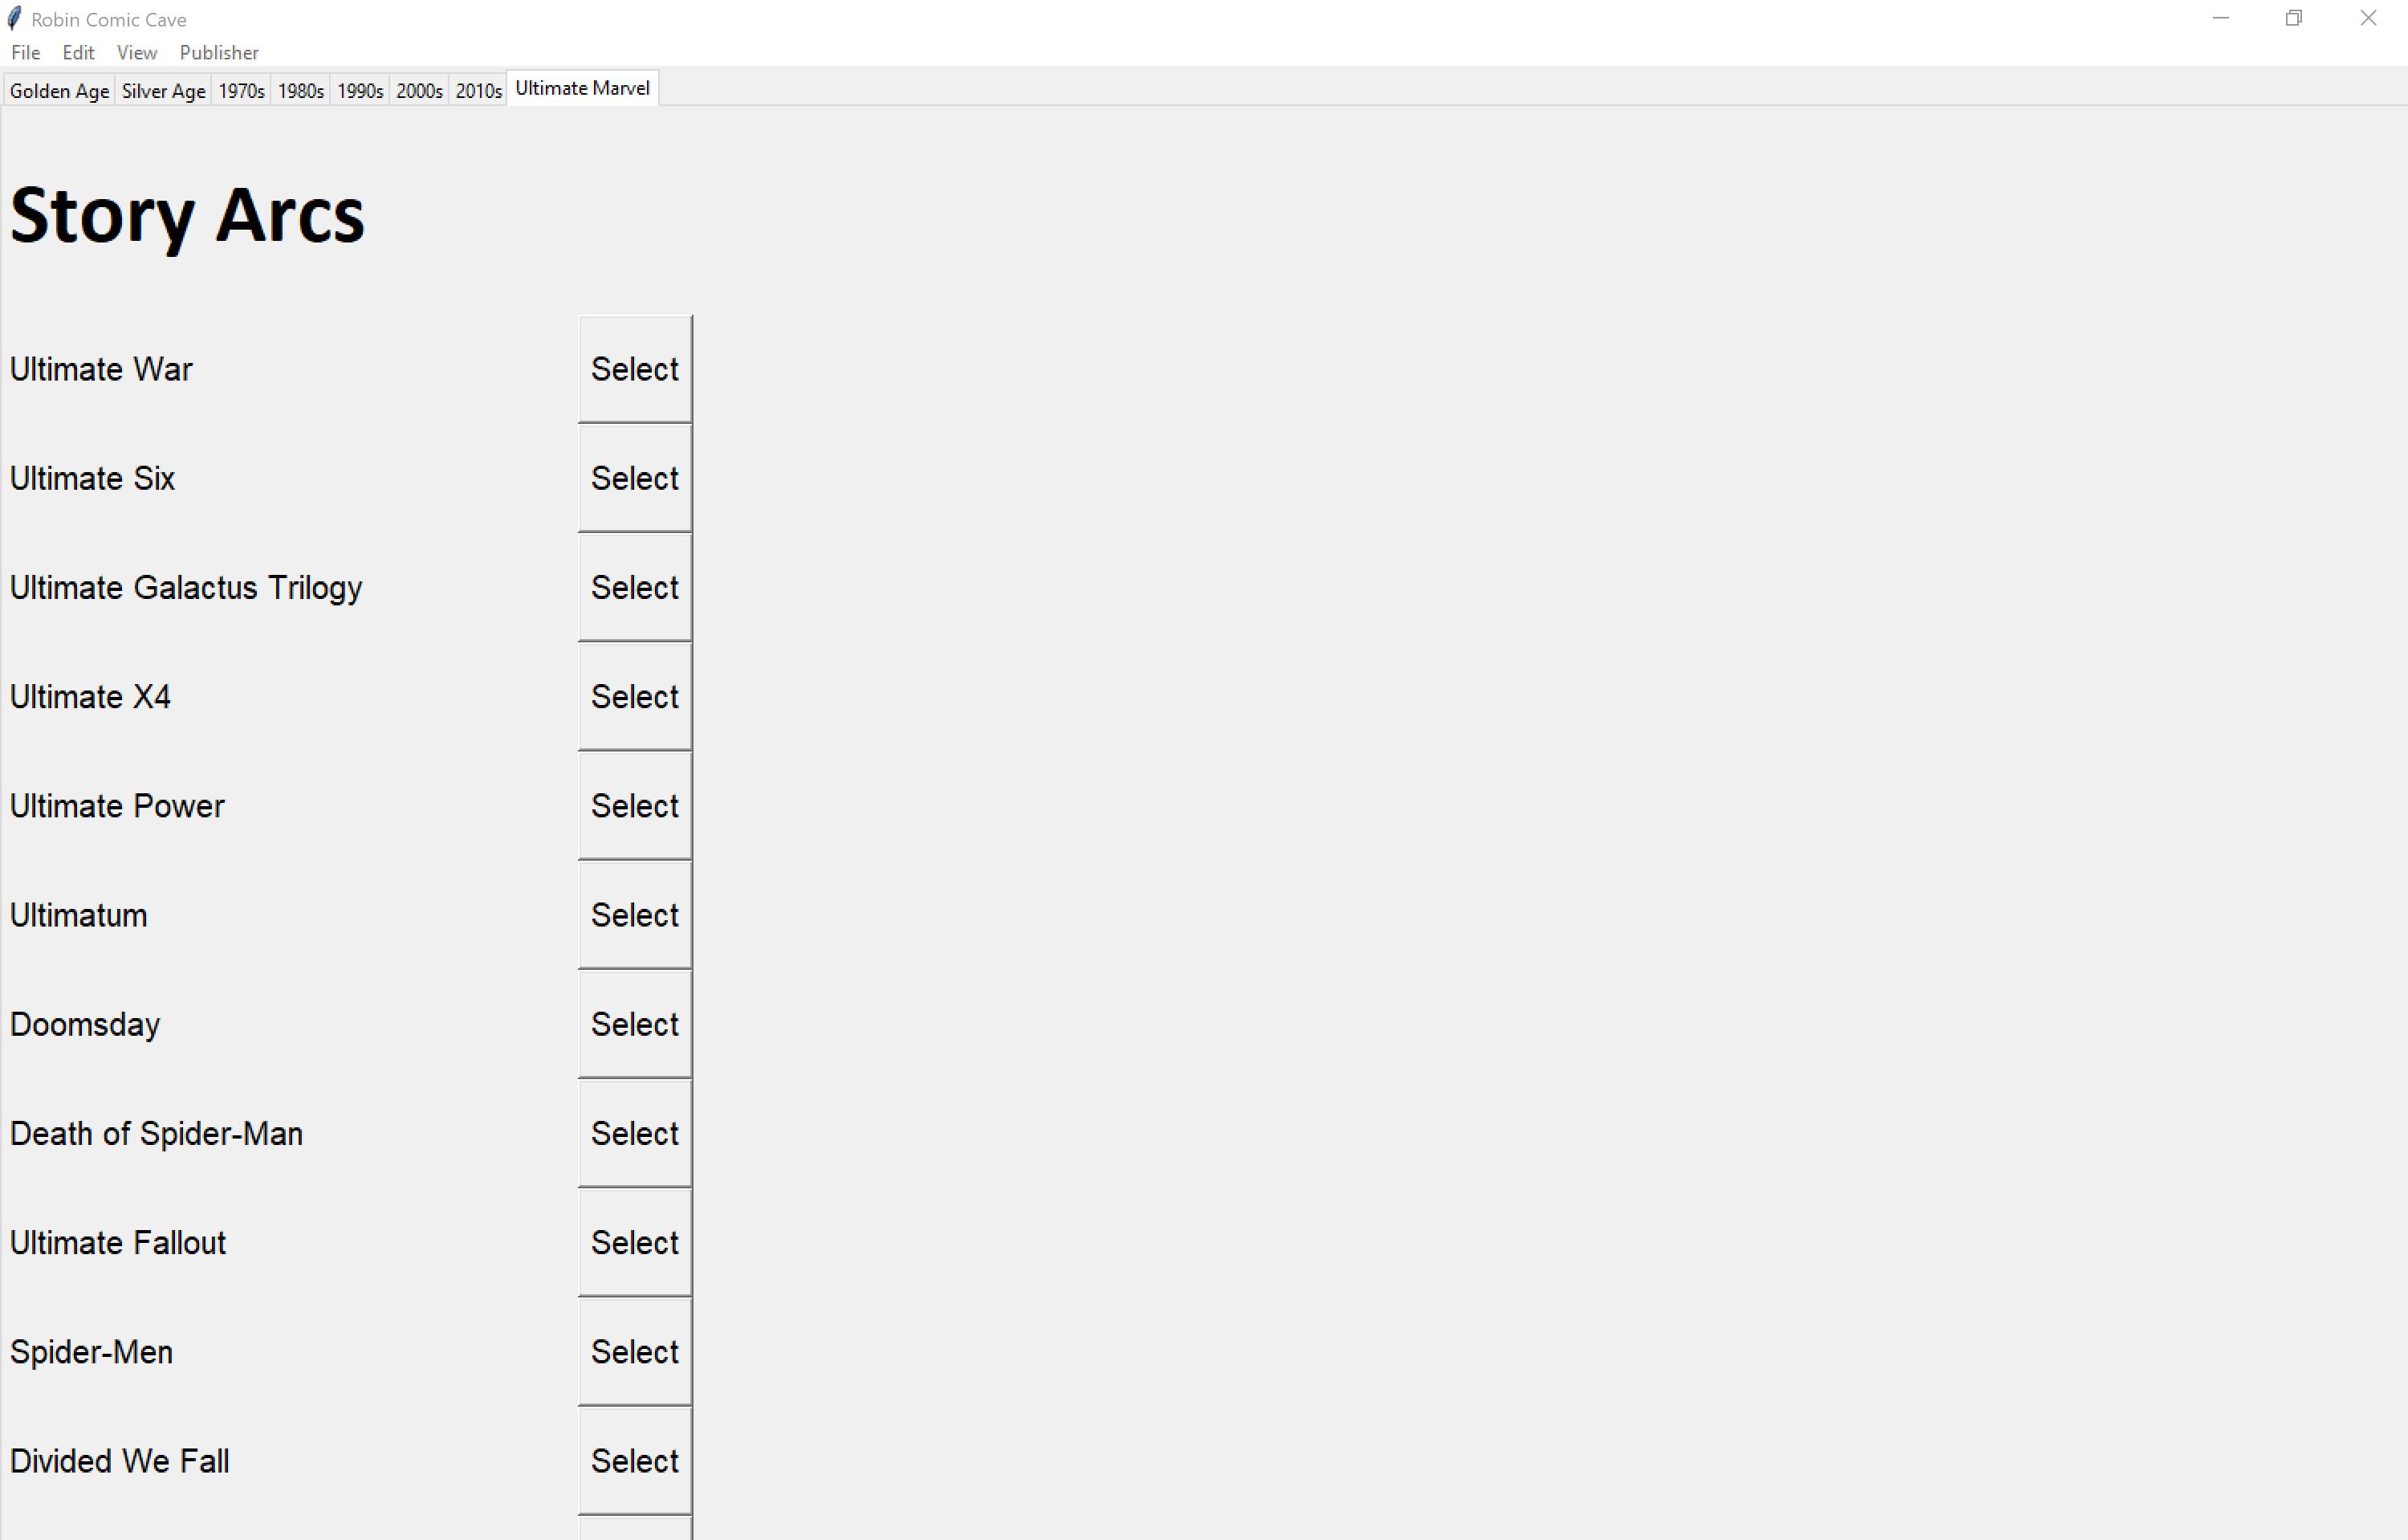 Robin Comic Cave
File Edit View Publisher
Golden Age Silver Age 1970s 1980s 1990s 2000s 2010s Ultimate Marvel
Story Arcs
Ultimate War Select
Ultimate Six Select
Ultimate Galactus Trilogy Select
Ultimate X4 Select
Ultimate Power Select
Ultimatum Select
Doomsday Select
Death of Spider-Man Select
Ultimate Fallout Select
Spider-Men Select
Divided We Fall Select